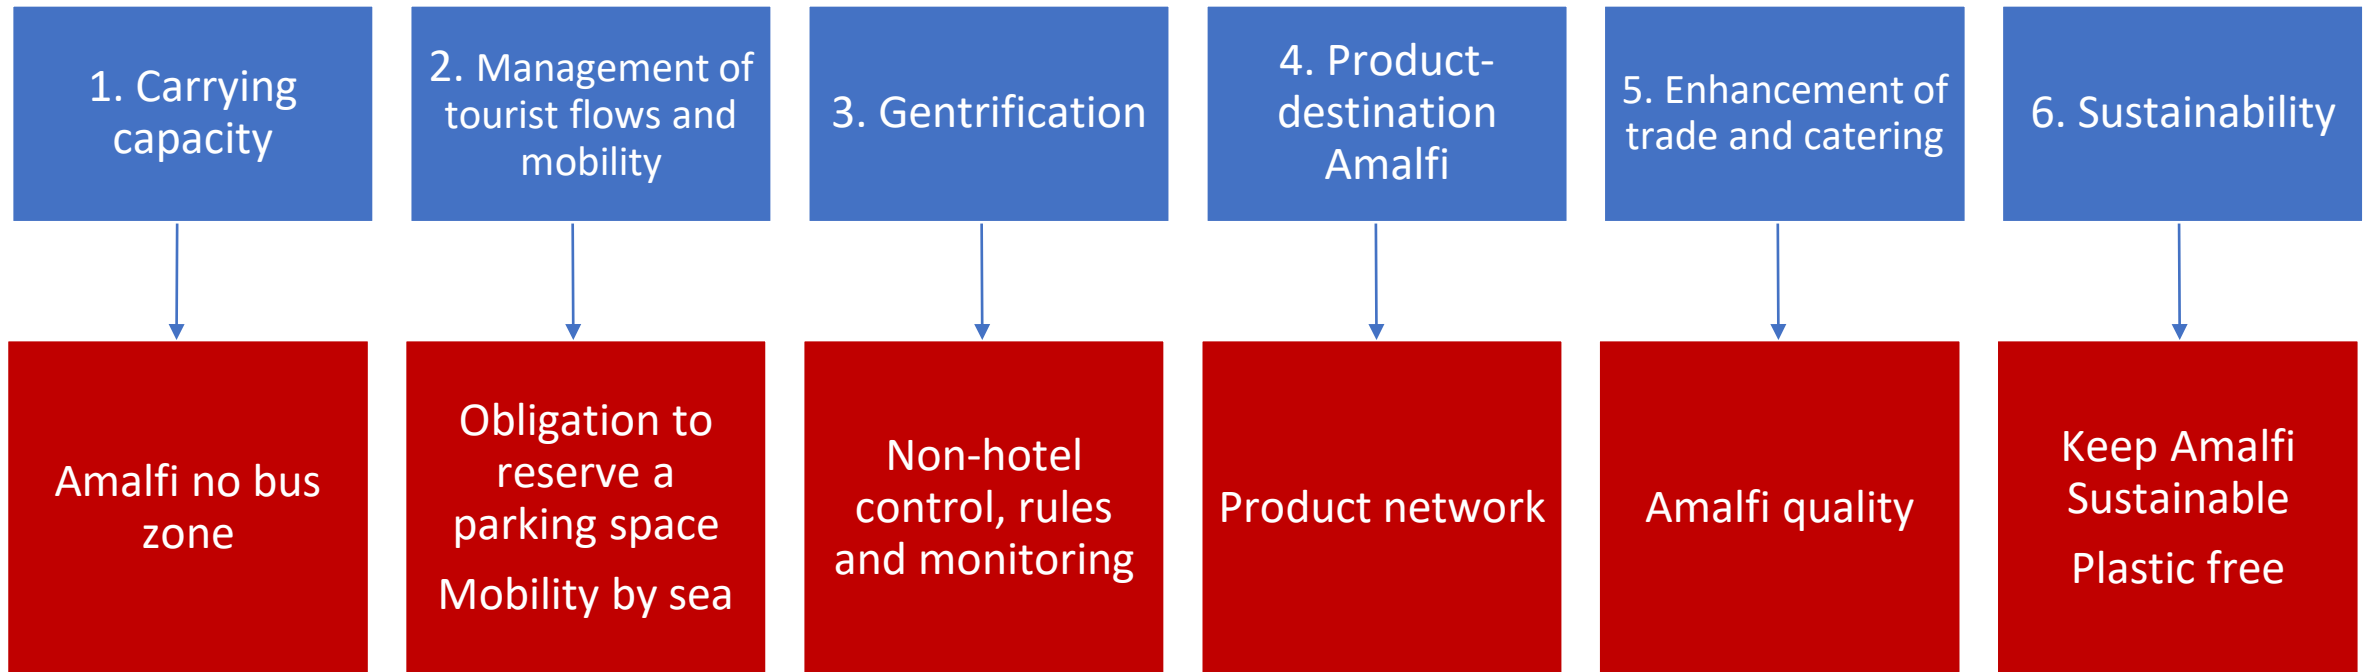 1. Carrying
capacity
2. Management of
tourist flows and
mobility
3. Gentrification
4. Product-
destination
Amalfi
5. Enhancement of
trade and catering
6. Sustainability
Amalfi no bus
zone
Obligation to
reserve a
parking space
Mobility by sea
Non-hotel
control, rules
and monitoring
Product network
Amalfi quality
Keep Amalfi
Sustainable
Plastic free